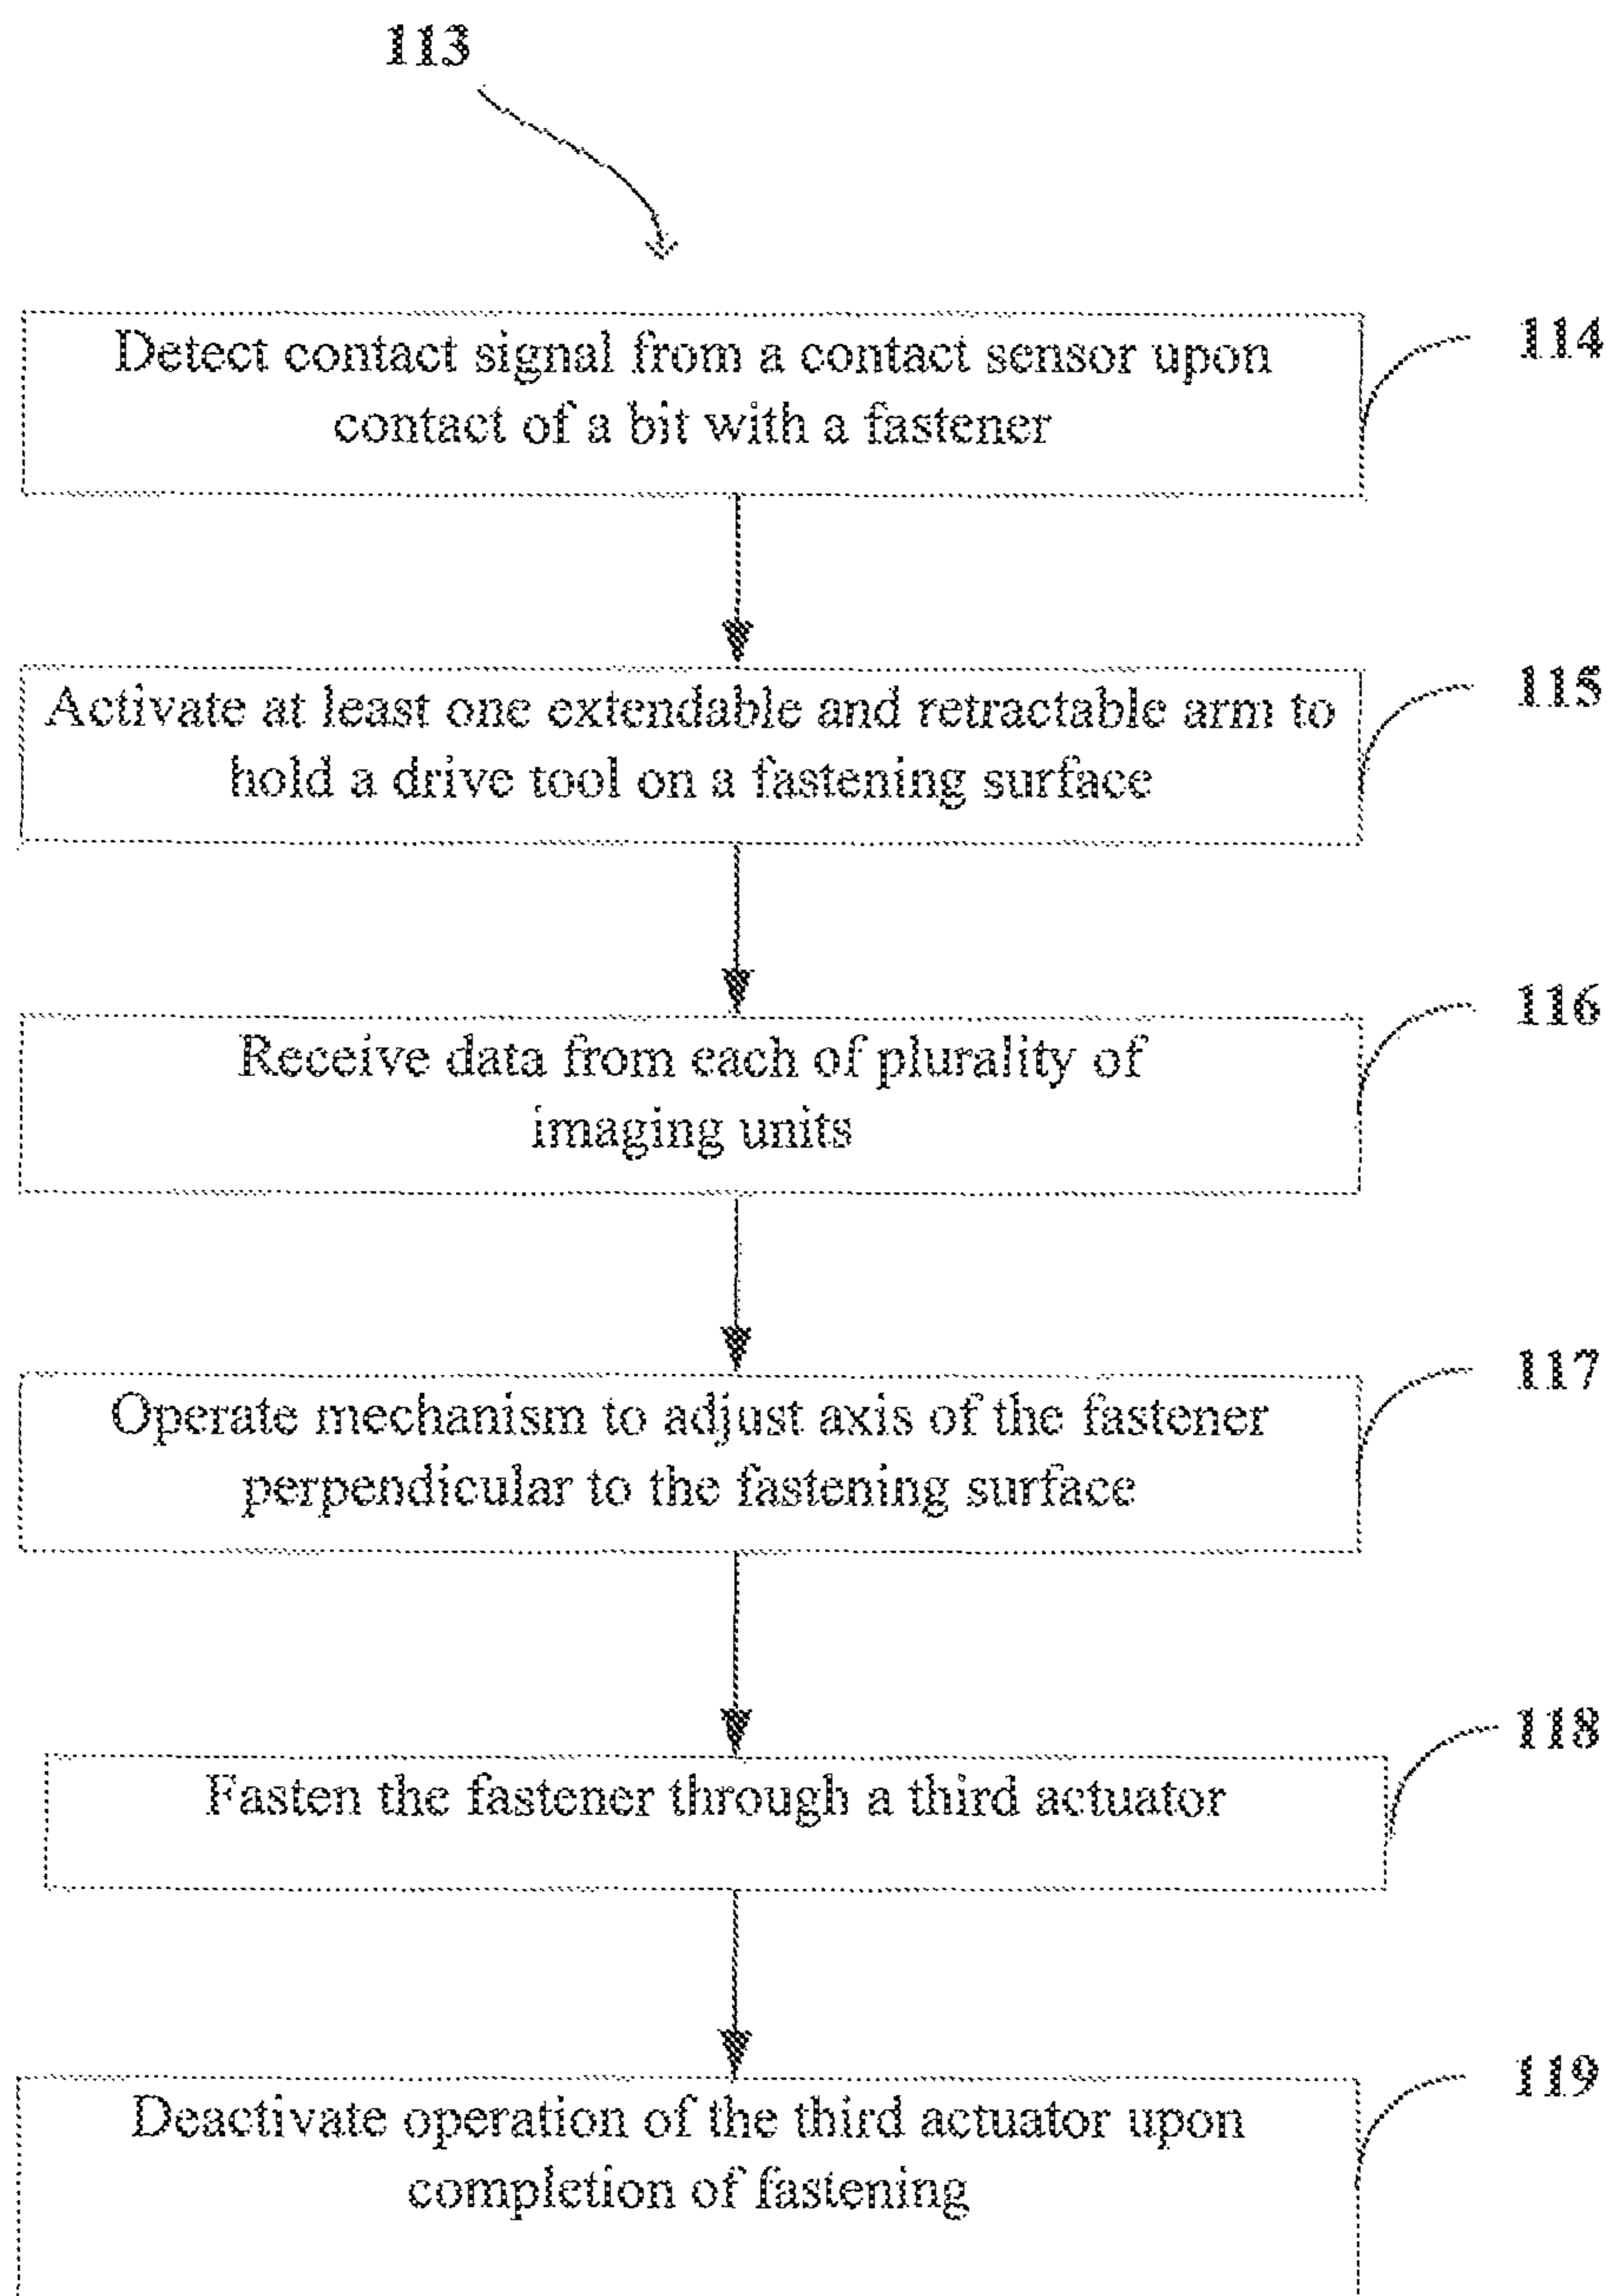 113
Detect contact signal from a contact sensor upon
contact of a bit with a fastener
114
Activate at least one extendable and retractable arm to
hold a drive tool on a fastening surface
115
Receive data from each of plurality of
imaging units
116
Operate mechanism to adjust axis of the fastener
perpendicular to the fastening surface
117
Fasten the fastener through a third actuator
118
Deactivate operation of the third actuator upon
completion of fastening
119